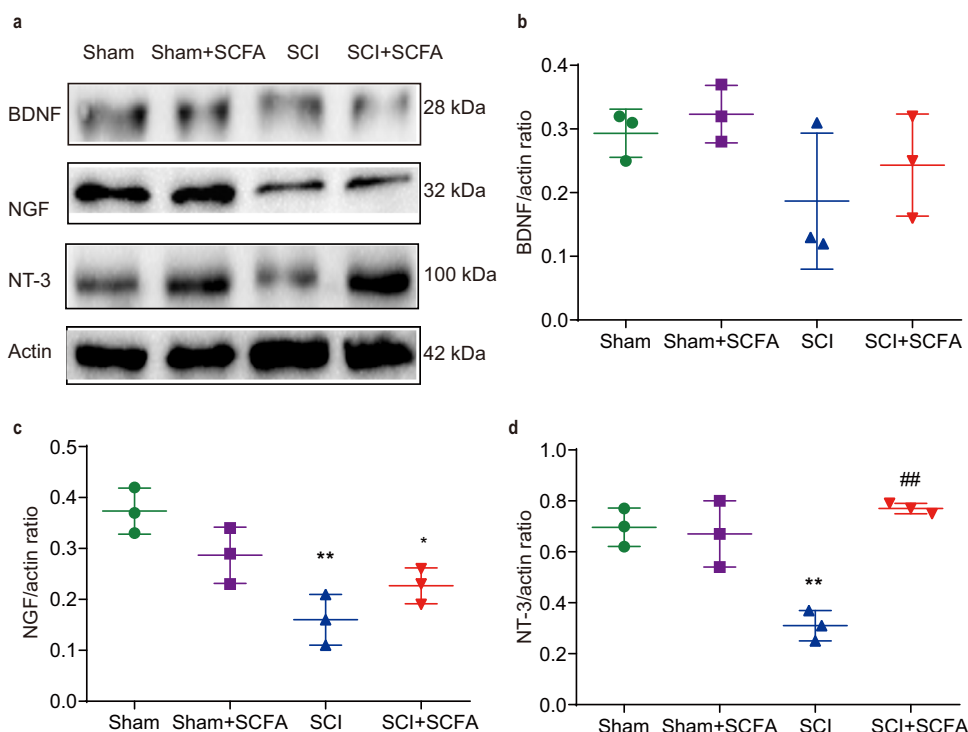 a
Sham Sham+SCFA SCI SCI+SCFA
BDNF 28 kDa
NGF 32 kDa
NT-3 100 kDa
Actin 42 kDa
b
BDNF/actin ratio
0.4
0.3
0.2
0.1
0.0
Sham Sham+SCFA SCI SCI+SCFA
c
NGF/actin ratio
0.5
0.4
0.3
0.2
0.1
0.0
**
*
Sham Sham+SCFA SCI SCI+SCFA
d
NT-3/actin ratio
1.0
0.8
0.6
0.4
0.2
0.0
**
##
Sham Sham+SCFA SCI SCI+SCFA